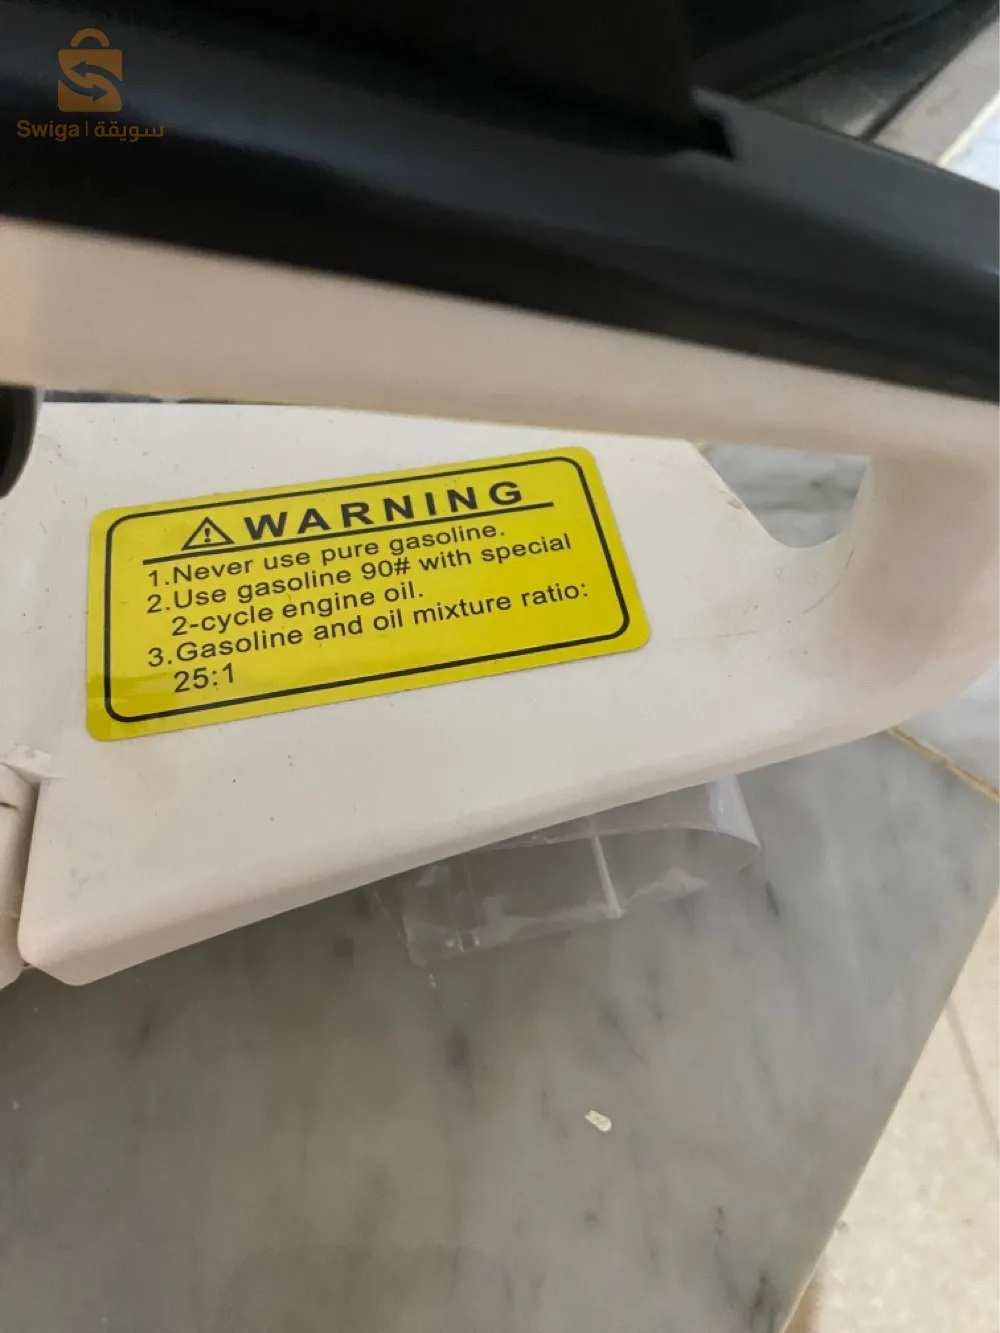 Swiga | سويقة
WARNING
1.Never use pure gasoline.
2.Use gasoline 90# with special
2-cycle engine oil.
3.Gasoline and oil mixture ratio:
25:1